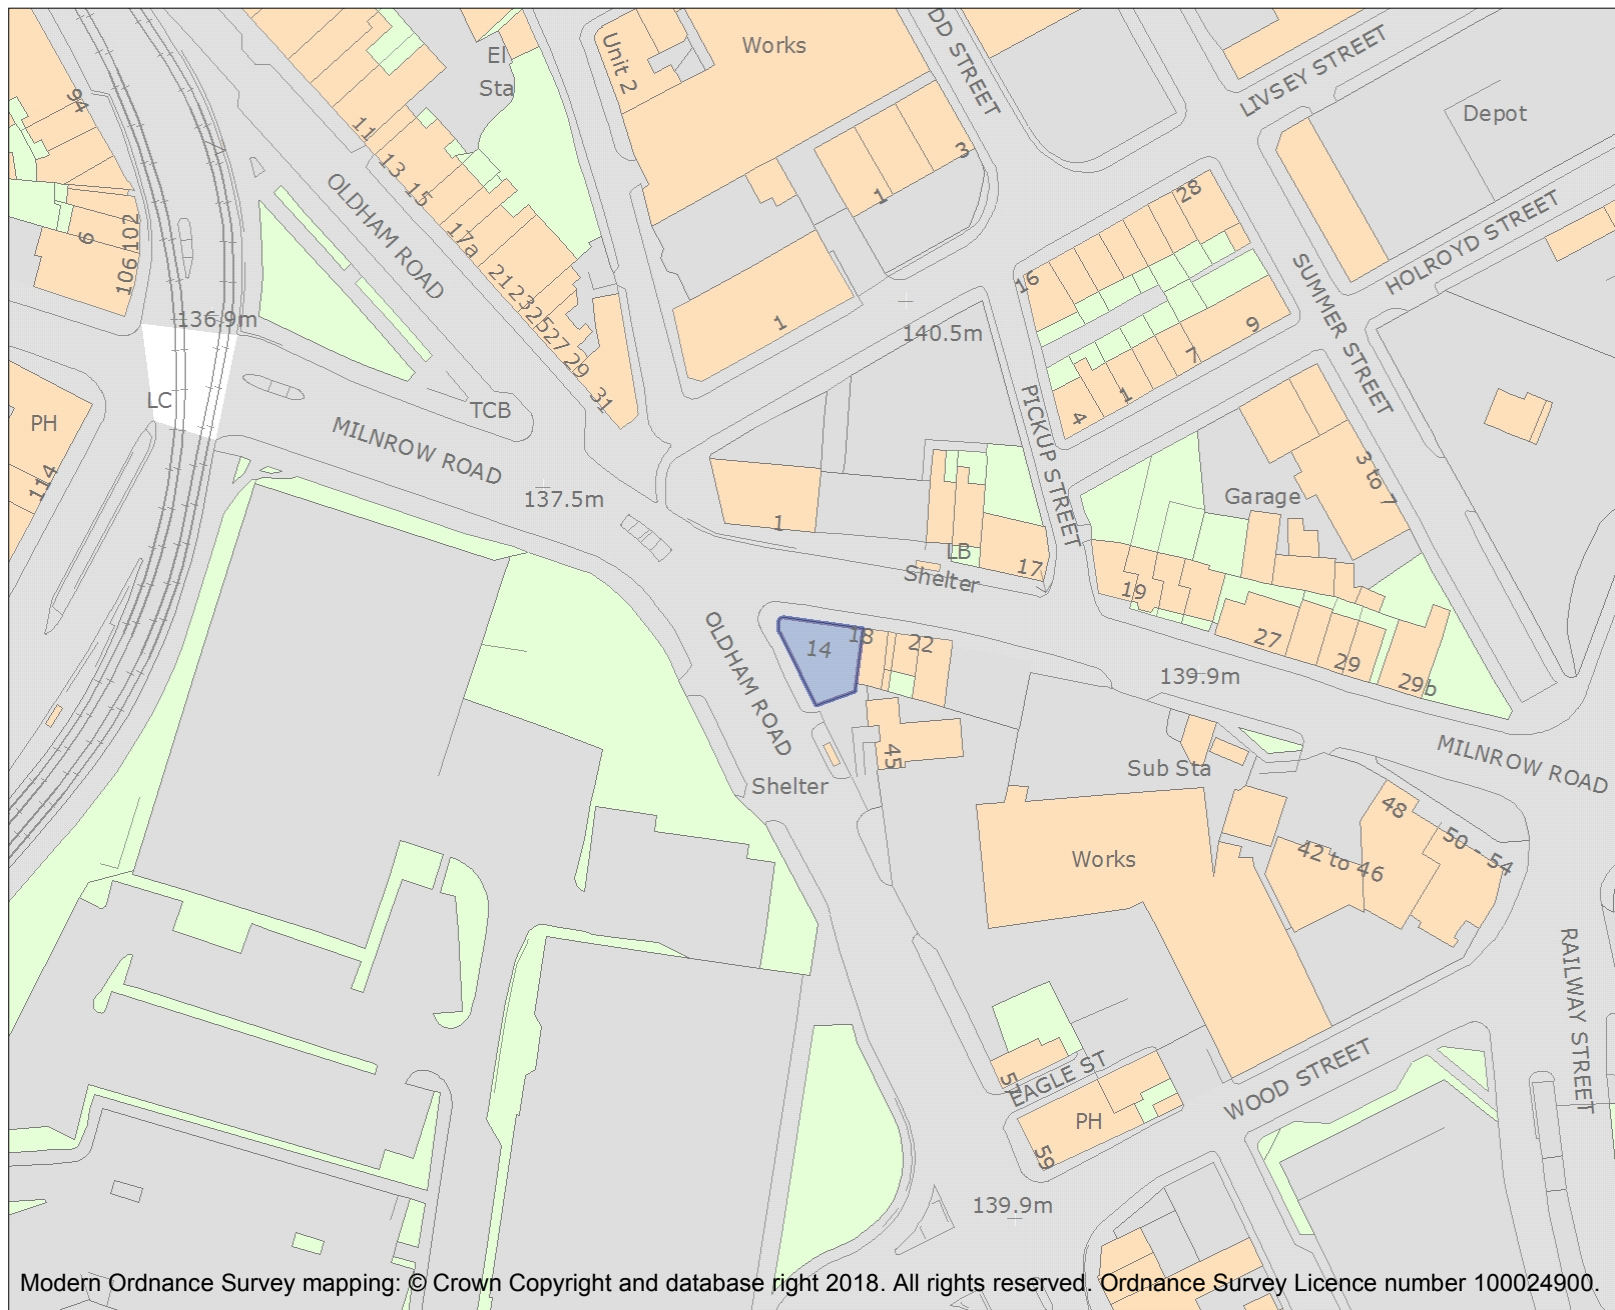 El
Sta
Unit 2
Works
DD STREET
LIVSEY STREET
Depot
94
11
13
15
OLDHAM ROAD
17a
21
23
25
27
29
31
1
3
28
16
HOLROYD STREET
SUMMER STREET
6
102
106
136.9m
1
140.5m
9
7
1
4
PICKUP STREET
LC
PH
114
TCB
MILNROW ROAD
137.5m
1
LB
Shelter
17
Garage
3 to 7
19
27
29
29b
OLDHAM ROAD
14
18
22
139.9m
45
Shelter
Sub Sta
MILNROW ROAD
Works
48
42 to 46
50 - 54
RAILWAY STREET
EAGLE ST
WOOD STREET
PH
59
139.9m
Modern Ordnance Survey mapping: © Crown Copyright and database right 2018. All rights reserved. Ordnance Survey Licence number 100024900.